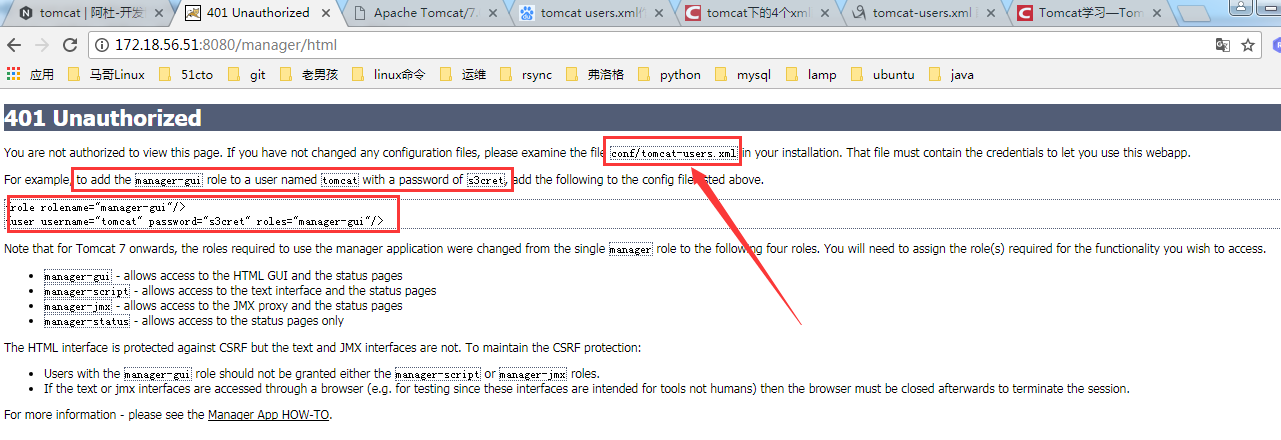 tomcat | 阿杜-开发
401 Unauthorized
Apache Tomcat/7.
tomcat users.xml
tomcat下的4个xml
tomcat-users.xml
Tomcat学习—Tom
172.18.56.51:8080/manager/html
应用 马哥Linux 51cto git 老男孩 linux命令 运维 rsync 弗洛格 python mysql lamp ubuntu java
401 Unauthorized
You are not authorized to view this page. If you have not changed any configuration files, please examine the file conf/tomcat-users.xml in your installation. That file must contain the credentials to let you use this webapp.
For example, to add the manager-gui role to a user named tomcat with a password of s3cret, add the following to the config file listed above.
role rolename="manager-gui"/>
user username="tomcat" password="s3cret" roles="manager-gui"/>
Note that for Tomcat 7 onwards, the roles required to use the manager application were changed from the single manager role to the following four roles. You will need to assign the role(s) required for the functionality you wish to access.
• manager-gui - allows access to the HTML GUI and the status pages
• manager-script - allows access to the text interface and the status pages
• manager-jmx - allows access to the JMX proxy and the status pages
• manager-status - allows access to the status pages only
The HTML interface is protected against CSRF but the text and JMX interfaces are not. To maintain the CSRF protection:
• Users with the manager-gui role should not be granted either the manager-script or manager-jmx roles.
• If the text or jmx interfaces are accessed through a browser (e.g. for testing since these interfaces are intended for tools not humans) then the browser must be closed afterwards to terminate the session.
For more information - please see the Manager App HOW-TO.